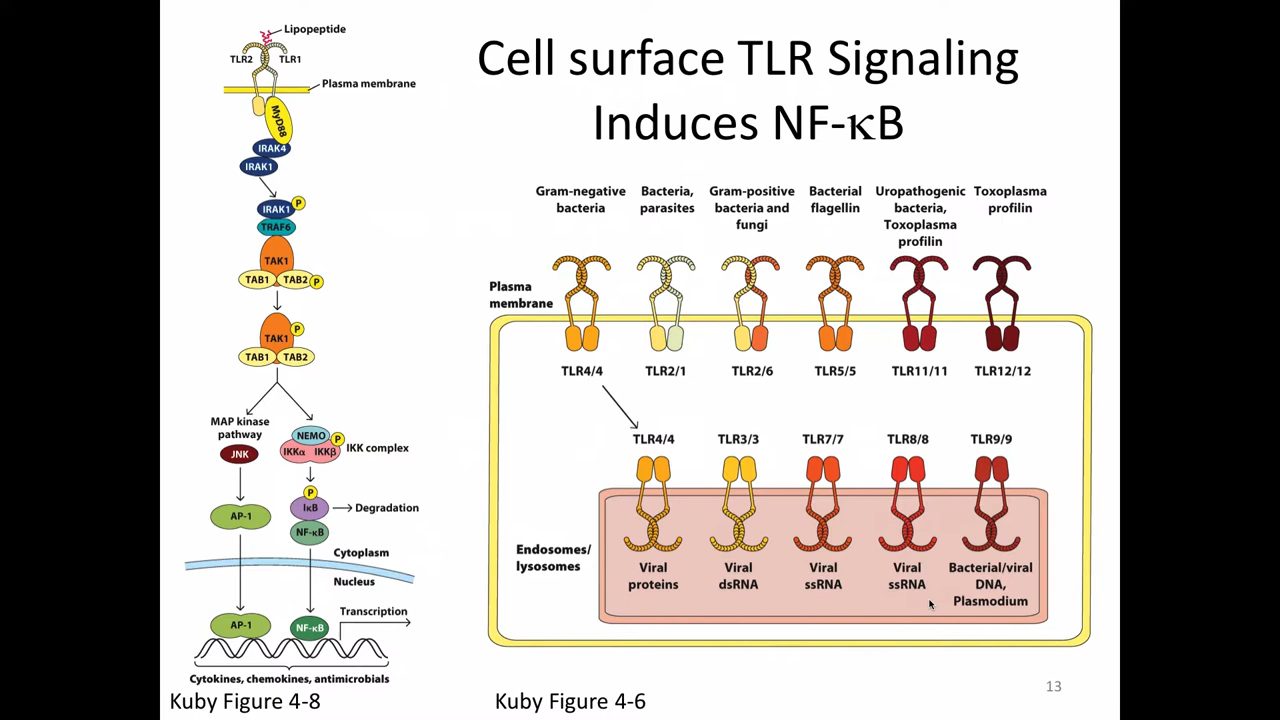 Cell surface TLR Signaling
Induces NF-κB
Lipopeptide
TLR2
TLR1
Plasma membrane
MyD88
IRAK4
IRAK1
IRAK1
P
TRAF6
TAK1
TAB1
TAB2
P
TAK1
P
TAB1
TAB2
MAP kinase
pathway
JNK
NEMO
P
IKKα
IKKβ
IKK complex
P
IκB
Degradation
NF-κB
AP-1
Cytoplasm
Nucleus
Transcription
AP-1
NF-κB
Cytokines, chemokines, antimicrobials
Kuby Figure 4-8
Gram-negative
bacteria
Bacteria,
parasites
Gram-positive
bacteria and
fungi
Bacterial
flagellin
Uropathogenic
bacteria,
Toxoplasma
profilin
Toxoplasma
profilin
Plasma
membrane
TLR4/4
TLR2/1
TLR2/6
TLR5/5
TLR11/11
TLR12/12
TLR4/4
TLR3/3
TLR7/7
TLR8/8
TLR9/9
Endosomes/
lysosomes
Viral
proteins
Viral
dsRNA
Viral
ssRNA
Viral
ssRNA
Bacterial/viral
DNA,
Plasmodium
Kuby Figure 4-6
13